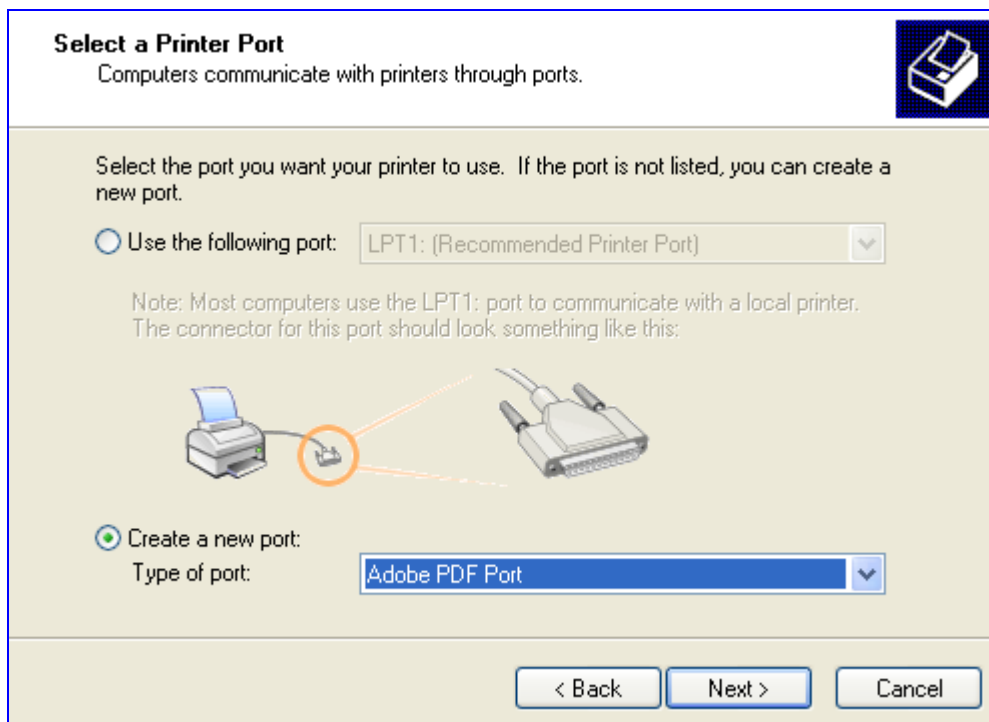 Select a Printer Port
Computers communicate with printers through ports.
Select the port you want your printer to use.  If the port is not listed, you can create a
new port.
Use the following port: LPT1: (Recommended Printer Port)
Note: Most computers use the LPT1: port to communicate with a local printer.
The connector for this port should look something like this:
Create a new port:
Type of port: Adobe PDF Port
< Back Next > Cancel